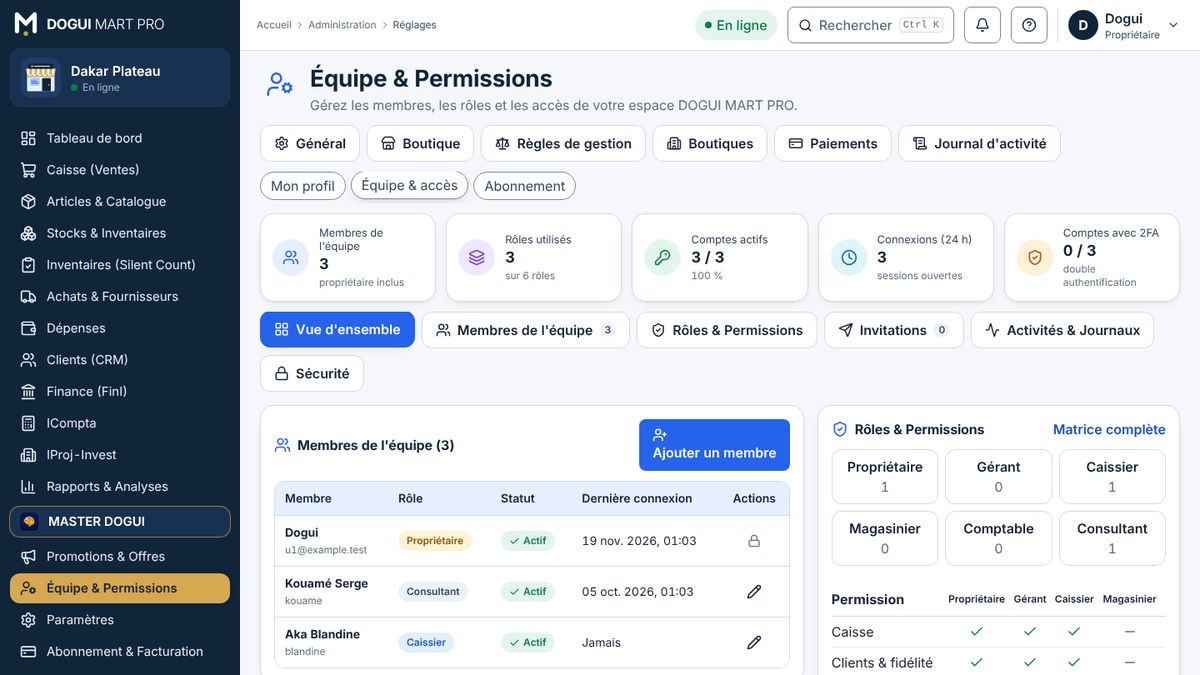 DOGUI MART PRO
Dakar Plateau
En ligne
Tableau de bord
Caisse (Ventes)
Articles & Catalogue
Stocks & Inventaires
Inventaires (Silent Count)
Achats & Fournisseurs
Dépenses
Clients (CRM)
Finance (FinI)
ICompta
IProj-Invest
Rapports & Analyses
MASTER DOGUI
Promotions & Offres
Équipe & Permissions
Paramètres
Abonnement & Facturation
Accueil > Administration > Réglages
En ligne
Rechercher Ctrl K
D
Dogui
Propriétaire
Équipe & Permissions
Gérez les membres, les rôles et les accès de votre espace DOGUI MART PRO.
Général Boutique Règles de gestion Boutiques Paiements Journal d'activité
Mon profil Équipe & accès Abonnement
Membres de l'équipe
3
propriétaire inclus
Rôles utilisés
3
sur 6 rôles
Comptes actifs
3 / 3
100 %
Connexions (24 h)
3
sessions ouvertes
Comptes avec 2FA
0 / 3
double authentification
Vue d'ensemble Membres de l'équipe 3 Rôles & Permissions Invitations 0 Activités & Journaux
Sécurité
Membres de l'équipe (3)
Ajouter un membre
Membre Rôle Statut Dernière connexion Actions
Dogui
u1@example.test
Propriétaire Actif 19 nov. 2026, 01:03
Kouamé Serge
kouame
Consultant Actif 05 oct. 2026, 01:03
Aka Blandine
blandine
Caissier Actif Jamais
Rôles & Permissions Matrice complète
Propriétaire Gérant Caissier
1 0 1
Magasinier Comptable Consultant
0 0 1
Permission Propriétaire Gérant Caissier Magasinier
Caisse ✓ ✓ ✓ —
Clients & fidélité ✓ ✓ ✓ —